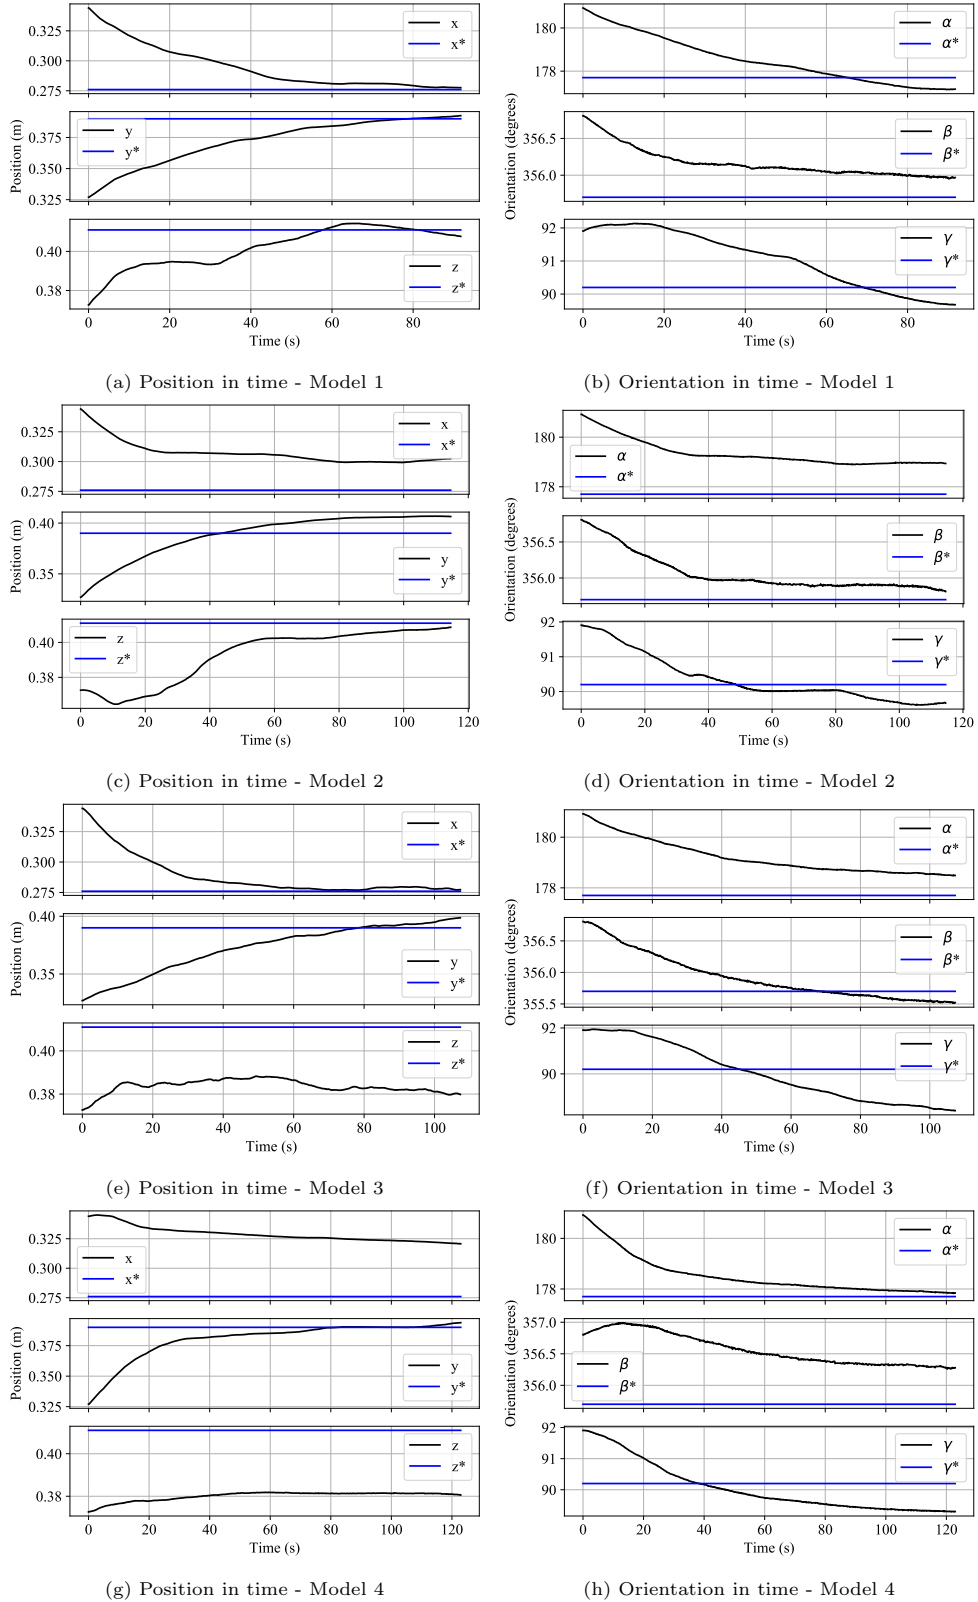 0.325
0.300
0.275
x
x*
0.375
0.350
0.325
y
y*
Position (m)
0.40
0.38
z
z*
0 20 40 60 80
Time (s)
180
178
α
α*
356.5
356.0
β
β*
Orientation (degrees)
92
91
90
γ
γ*
0 20 40 60 80
Time (s)
(a) Position in time - Model 1
(b) Orientation in time - Model 1
0.325
0.300
0.275
x
x*
0.40
0.35
y
y*
Position (m)
0.40
0.38
z
z*
0 20 40 60 80 100 120
Time (s)
180
178
α
α*
356.5
356.0
β
β*
Orientation (degrees)
92
91
90
γ
γ*
0 20 40 60 80 100 120
Time (s)
(c) Position in time - Model 2
(d) Orientation in time - Model 2
0.325
0.300
0.275
x
x*
0.40
0.35
y
y*
Position (m)
0.40
0.38
z
z*
0 20 40 60 80 100
Time (s)
180
178
α
α*
356.5
356.0
355.5
β
β*
Orientation (degrees)
92
90
γ
γ*
0 20 40 60 80 100
Time (s)
(e) Position in time - Model 3
(f) Orientation in time - Model 3
0.325
0.300
0.275
x
x*
0.375
0.350
0.325
y
y*
Position (m)
0.40
0.38
z
z*
0 20 40 60 80 100 120
Time (s)
180
178
α
α*
357.0
356.5
356.0
β
β*
Orientation (degrees)
92
91
90
γ
γ*
0 20 40 60 80 100 120
Time (s)
(g) Position in time - Model 4
(h) Orientation in time - Model 4